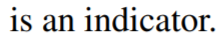 is an indicator.